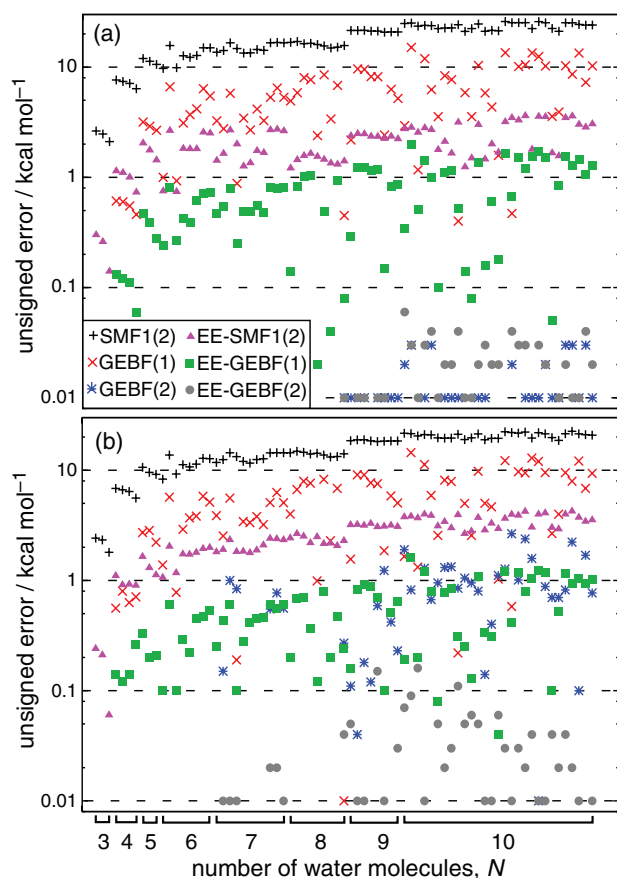 (a)
unsigned error / kcal mol⁻¹
10
1
0.1
0.01
SMF1(2)
EE-SMF1(2)
GEBF(1)
EE-GEBF(1)
GEBF(2)
EE-GEBF(2)
(b)
unsigned error / kcal mol⁻¹
10
1
0.1
0.01
3 4 5 6 7 8 9 10
number of water molecules, N